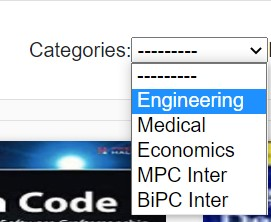 Categories: ---------
---------
Engineering
Medical
Economics
MPC Inter
BiPC Inter
Code